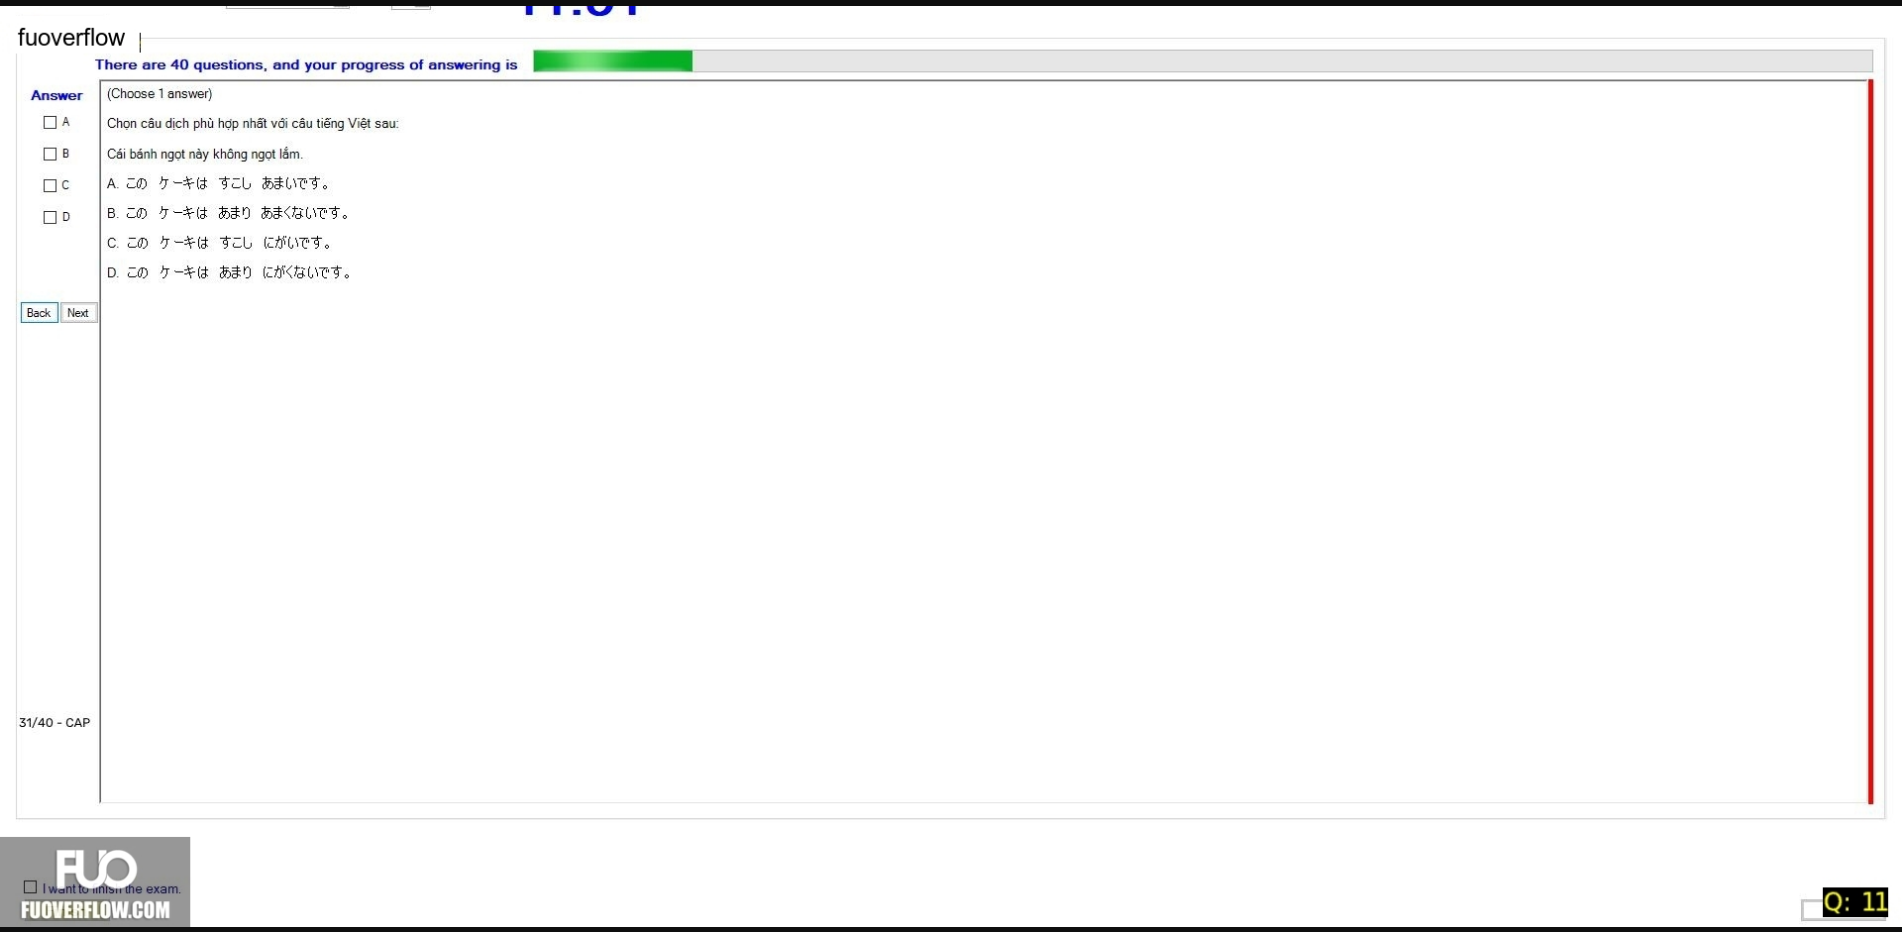 fuoverflow
There are 40 questions, and your progress of answering is
Answer
(Choose 1 answer)
A
Chọn câu dịch phù hợp nhất với câu tiếng Việt sau:
B
Cái bánh ngọt này không ngọt lắm.
C
A. この ケーキは すこし あまいです。
D
B. この ケーキは あまり あまくないです。
C. この ケーキは すこし にがいです。
D. この ケーキは あまり にがくないです。
Back Next
31/40 - CAP
FUO
I want to finish the exam.
FUOVERFLOW.COM
Q: 11